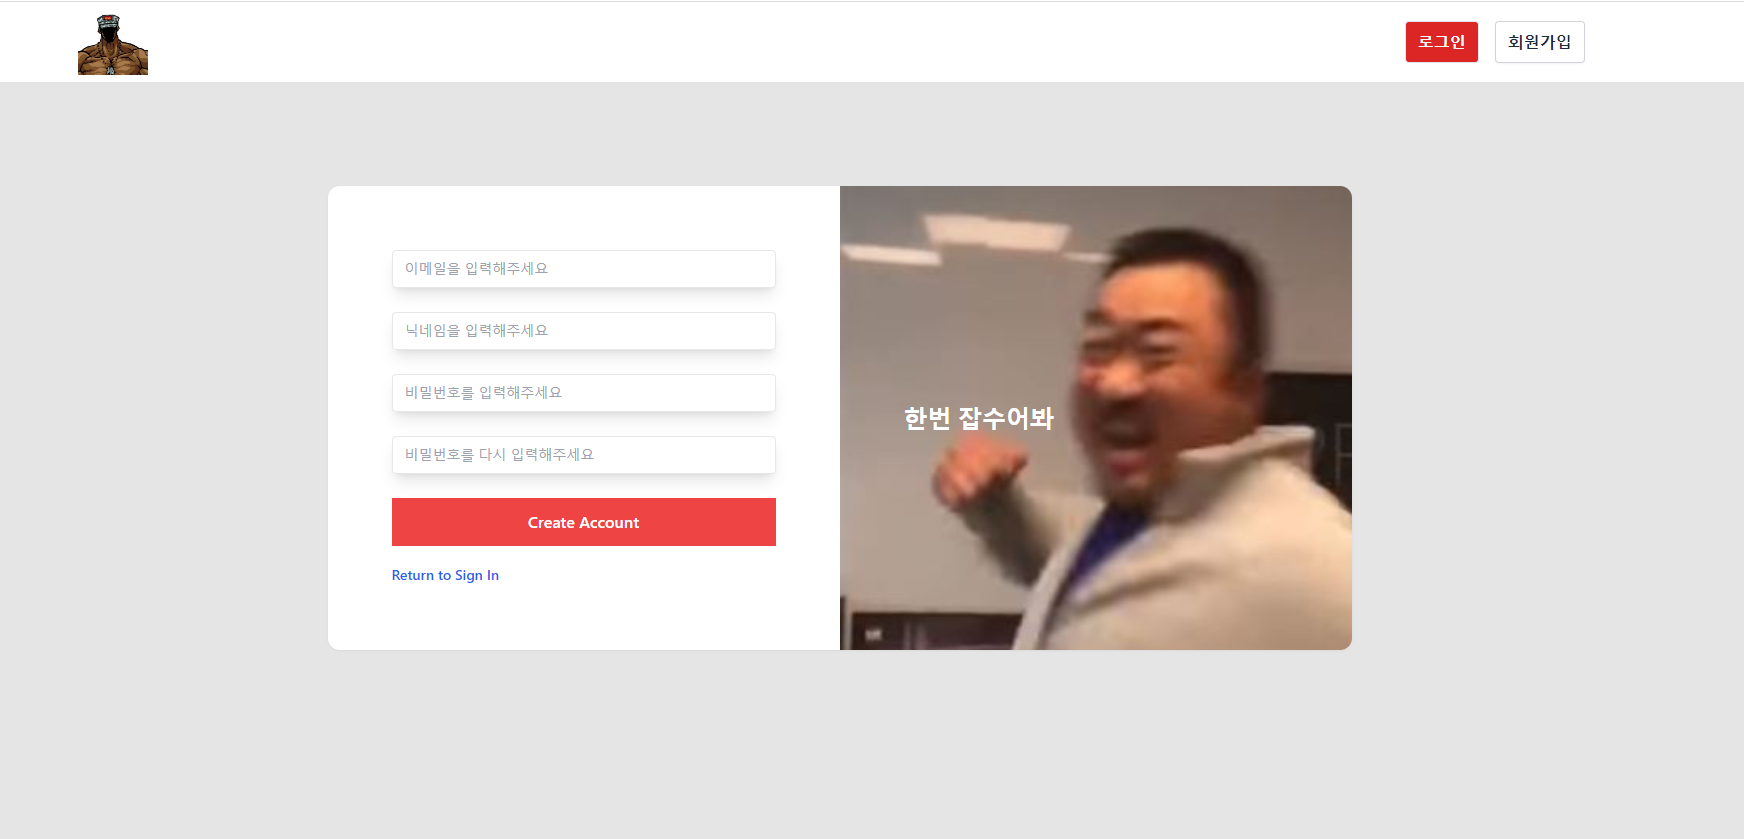 로그인
회원가입
이메일을 입력해주세요
닉네임을 입력해주세요
비밀번호를 입력해주세요
비밀번호를 다시 입력해주세요
Create Account
Return to Sign In
한번 잡수어봐